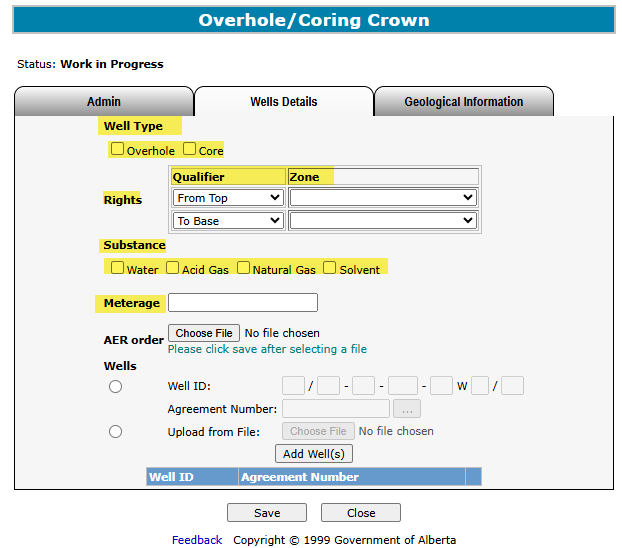 Overhole/Coring Crown
Status: Work in Progress
Admin Wells Details Geological Information
Well Type
Overhole Core
Qualifier Zone
Rights
From Top
To Base
Substance
Water Acid Gas Natural Gas Solvent
Meterage
AER order Choose File No file chosen
Please click save after selecting a file
Wells
Well ID: / - - - W /
Agreement Number: ...
Upload from File: Choose File No file chosen
Add Well(s)
Well ID Agreement Number
Save Close
Feedback Copyright © 1999 Government of Alberta